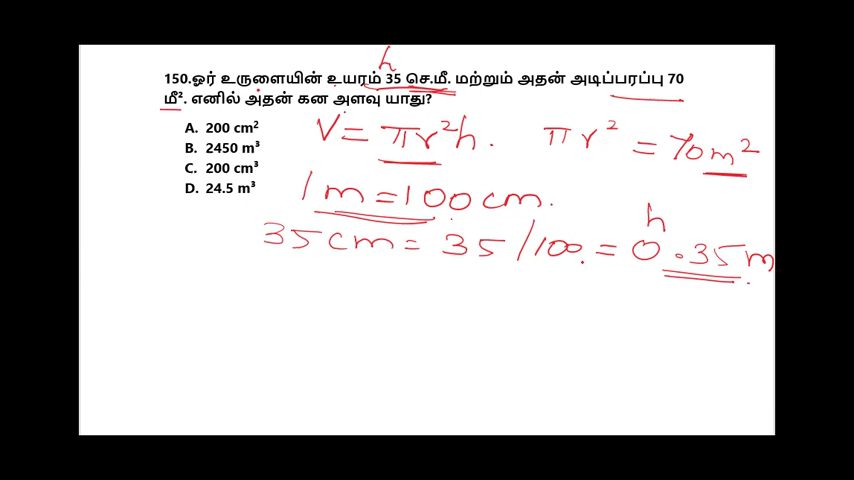 h
150.ஓர் உருளையின் உயரம் 35 செ.மீ. மற்றும் அதன் அடிப்பரப்பு 70
மீ². எனில் அதன் கன அளவு யாது?
A. 200 cm²
B. 2450 m³
C. 200 cm³
D. 24.5 m³
V = πr²h. πr² = 70m²
1m = 100cm.
h
35cm = 35/100. = 0.35m